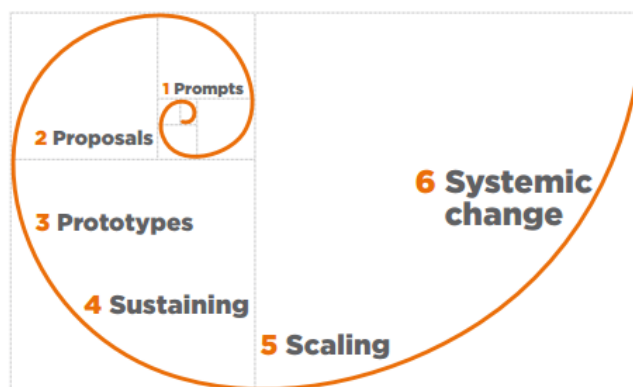 1 Prompts
2 Proposals
3 Prototypes
4 Sustaining
5 Scaling
6 Systemic
change